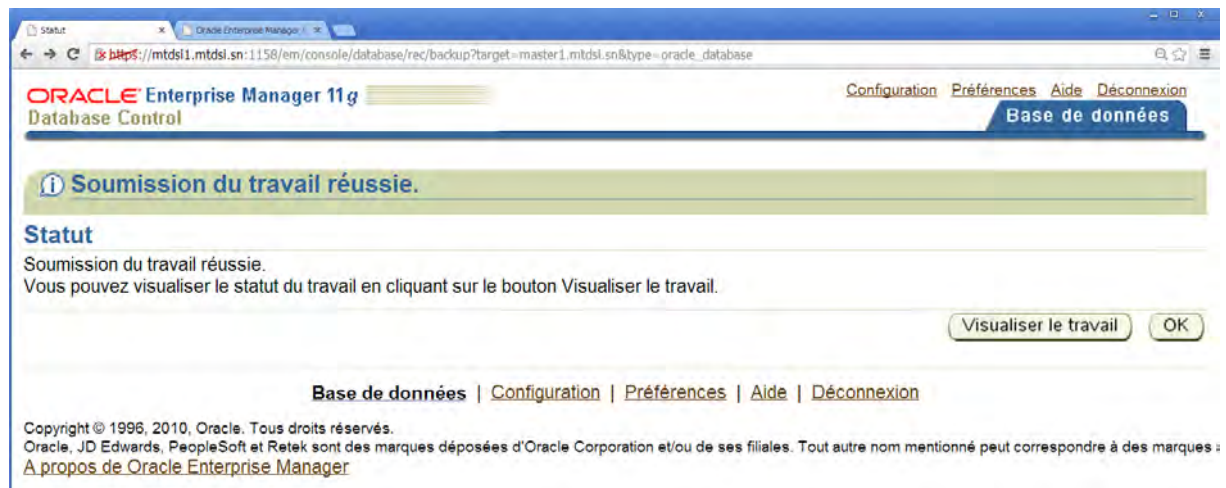 Statut
Oracle Enterprise Manager
https://mtdsi1.mtdsi.sn:1158/em/console/database/rec/backup?target=master1.mtdsi.sn&type=oracle_database
ORACLE Enterprise Manager 11g
Configuration Préférences Aide Déconnexion
Database Control
Base de données
Soumission du travail réussie.
Statut
Soumission du travail réussie.
Vous pouvez visualiser le statut du travail en cliquant sur le bouton Visualiser le travail.
Visualiser le travail OK
Base de données | Configuration | Préférences | Aide | Déconnexion
Copyright © 1996, 2010, Oracle. Tous droits réservés.
Oracle, JD Edwards, PeopleSoft et Retek sont des marques déposées d'Oracle Corporation et/ou de ses filiales. Tout autre nom mentionné peut correspondre à des marques
A propos de Oracle Enterprise Manager